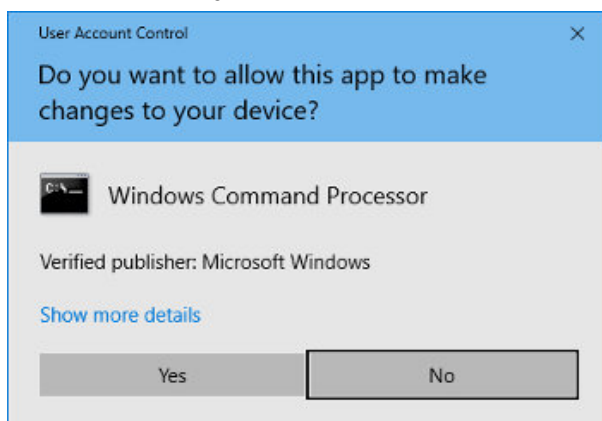 User Account Control
Do you want to allow this app to make
changes to your device?
C:\_
Windows Command Processor
Verified publisher: Microsoft Windows
Show more details
Yes
No